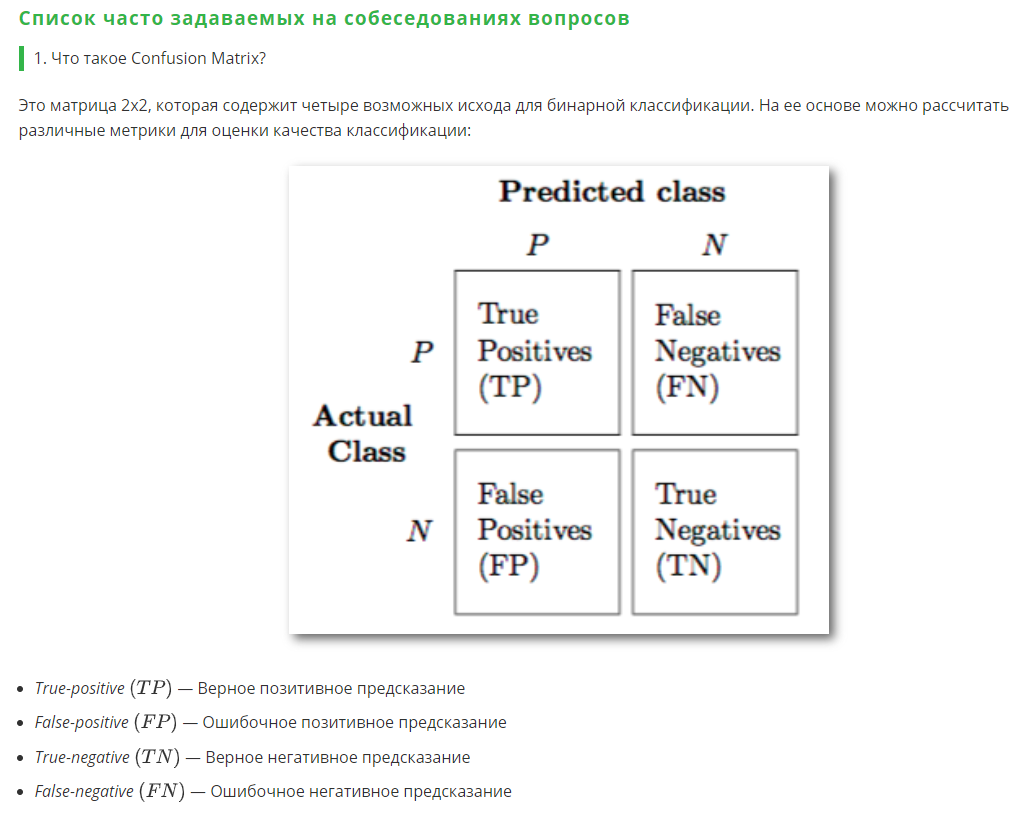 Список часто задаваемых на собеседованиях вопросов
1. Что такое Confusion Matrix?
Это матрица 2x2, которая содержит четыре возможных исхода для бинарной классификации. На ее основе можно рассчитать
различные метрики для оценки качества классификации:
Predicted class
P N
True
Positives
(TP)
False
Negatives
(FN)
P
Actual
Class
N
False
Positives
(FP)
True
Negatives
(TN)
• True-positive (TP) — Верное позитивное предсказание
• False-positive (FP) — Ошибочное позитивное предсказание
• True-negative (TN) — Верное негативное предсказание
• False-negative (FN) — Ошибочное негативное предсказание